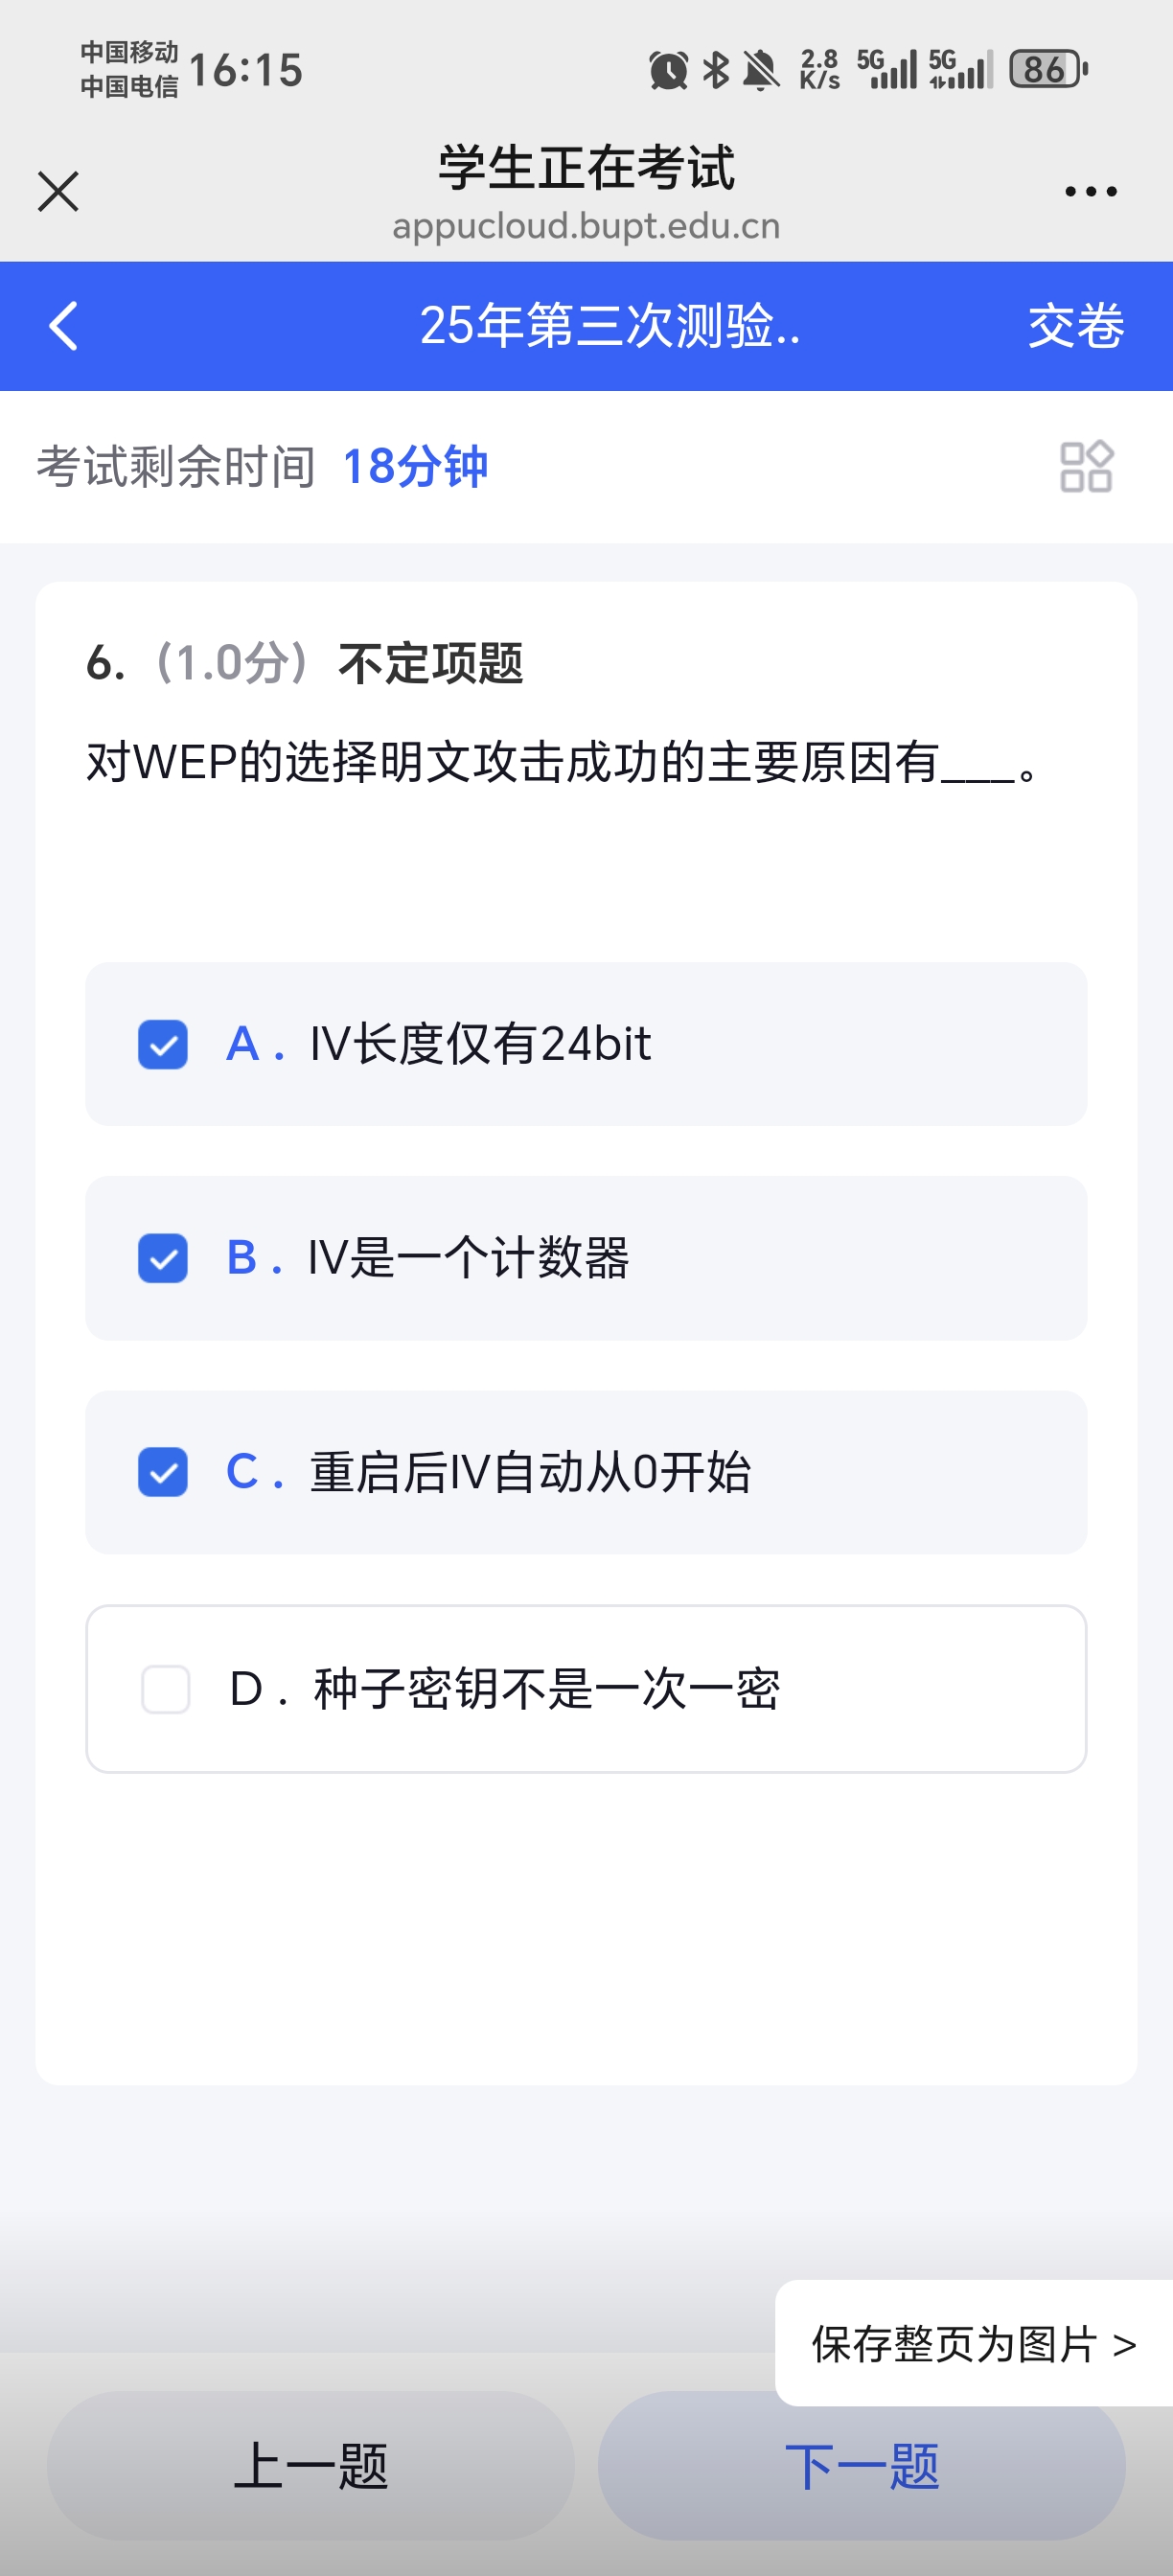 中国移动
中国电信
16:15
2.8
K/s
5G
5G
86
学生正在考试
appucloud.bupt.edu.cn
25年第三次测验..
交卷
考试剩余时间 18分钟
6. (1.0分) 不定项题
对WEP的选择明文攻击成功的主要原因有___。
A. IV长度仅有24bit
B. IV是一个计数器
C. 重启后IV自动从0开始
D. 种子密钥不是一次一密
保存整页为图片 >
上一题
下一题